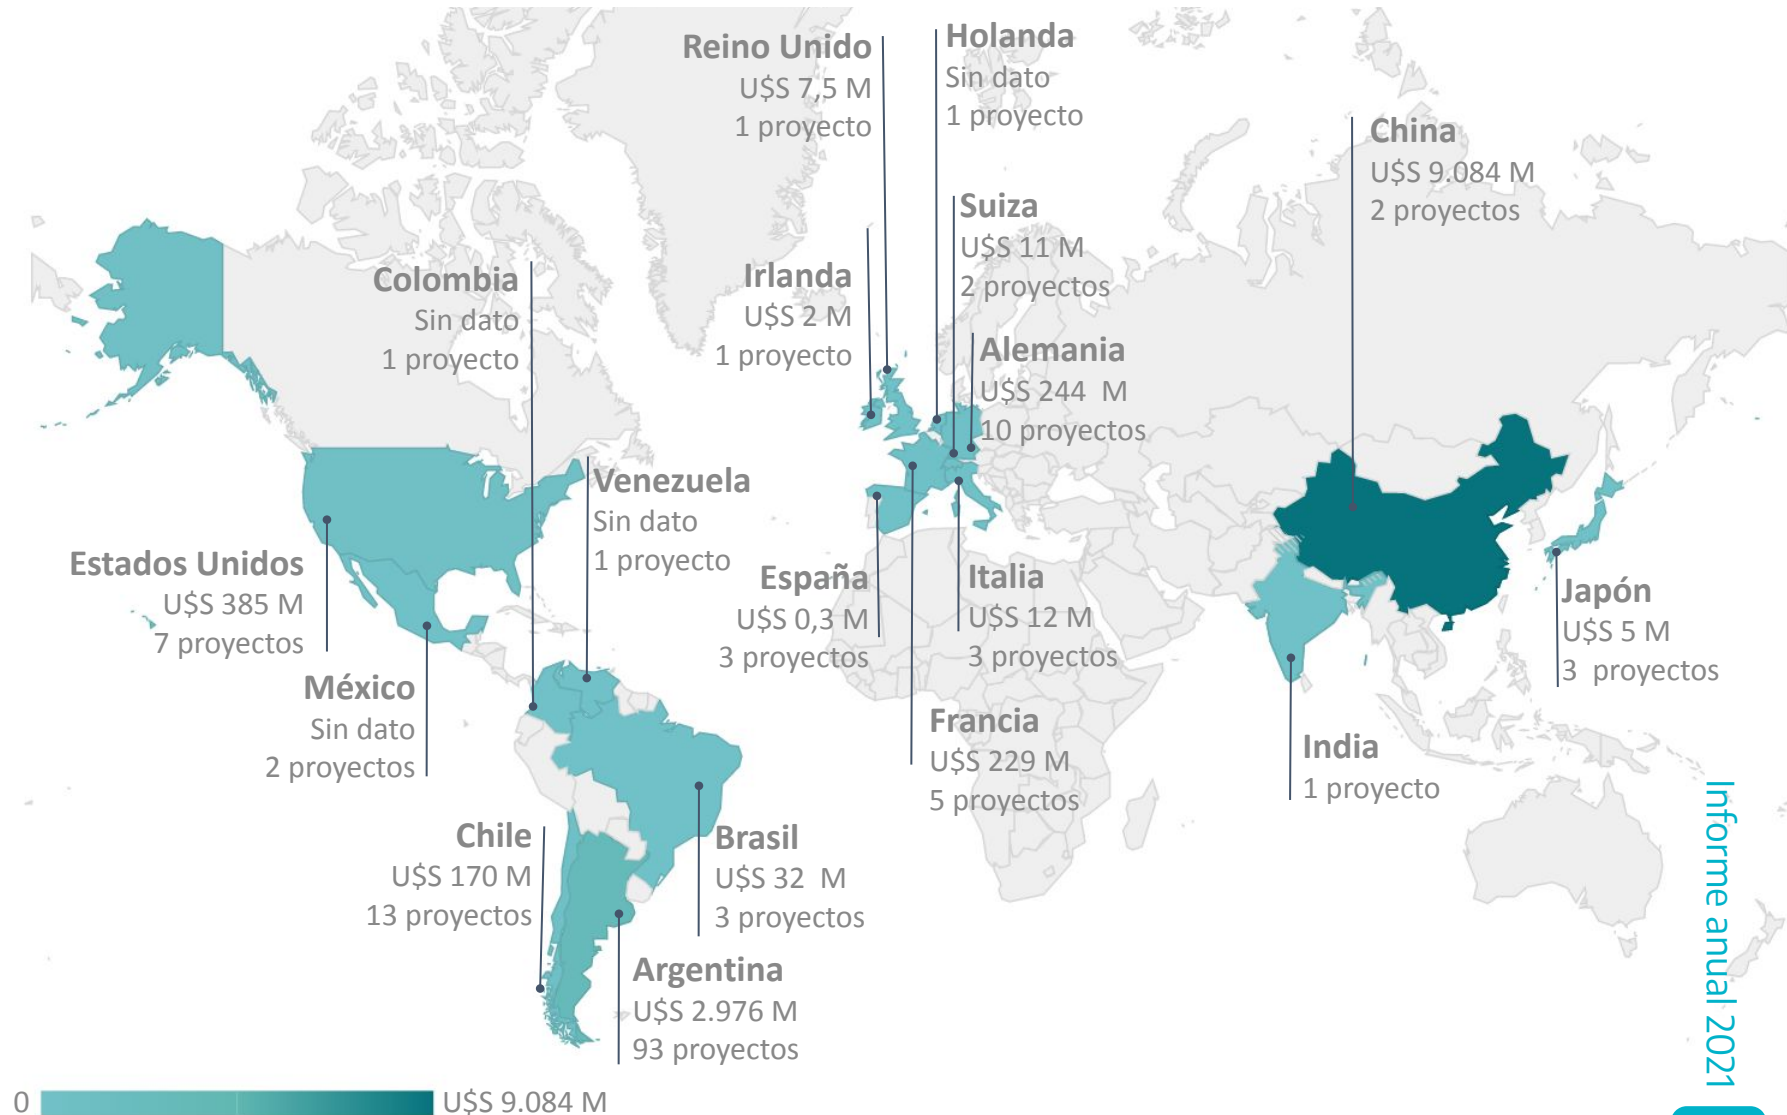 Reino Unido
U$S 7,5 M
1 proyecto
Holanda
Sin dato
1 proyecto
China
U$S 9.084 M
2 proyectos
Suiza
U$S 11 M
2 proyectos
Colombia
Sin dato
1 proyecto
Irlanda
U$S 2 M
1 proyecto
Alemania
U$S 244  M
10 proyectos
Venezuela
Sin dato
1 proyecto
Estados Unidos
U$S 385 M
7 proyectos
España
U$S 0,3 M
3 proyectos
Italia
U$S 12 M
3 proyectos
Japón
U$S 5 M
3  proyectos
México
Sin dato
2 proyectos
Francia
U$S 229 M
5 proyectos
India
1 proyecto
Chile
U$S 170 M
13 proyectos
Brasil
U$S 32  M
3 proyectos
Argentina
U$S 2.976 M
93 proyectos
Informe anual 2021
0
U$S 9.084 M